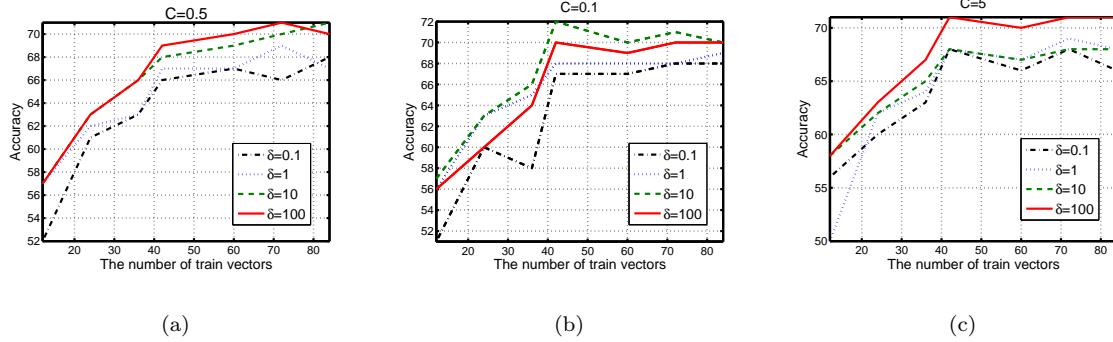 C=0.5
70
68
66
64
62
60
58
56
54
52
Accuracy
20 30 40 50 60 70 80
The number of train vectors
δ=0.1
δ=1
δ=10
δ=100
(a)
C=0.1
72
70
68
66
64
62
60
58
56
54
52
Accuracy
20 30 40 50 60 70 80
The number of train vectors
δ=0.1
δ=1
δ=10
δ=100
(b)
C=5
70
65
60
55
50
Accuracy
20 30 40 50 60 70 80
The number of train vectors
δ=0.1
δ=1
δ=10
δ=100
(c)